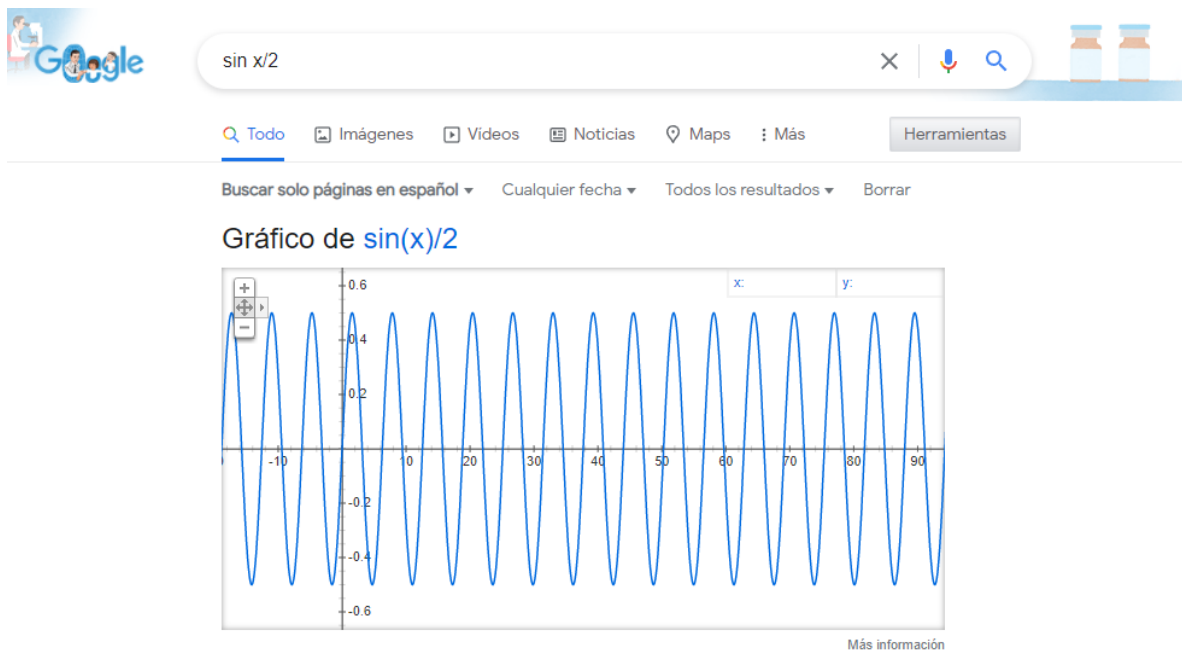 Google
sin x/2
Todo Imágenes Vídeos Noticias Maps Más Herramientas
Buscar solo páginas en español Cualquier fecha Todos los resultados Borrar
Gráfico de sin(x)/2
x: y:
0.6
0.4
0.2
-10 10 20 30 40 50 60 70 80 90
-0.2
-0.4
-0.6
Más información